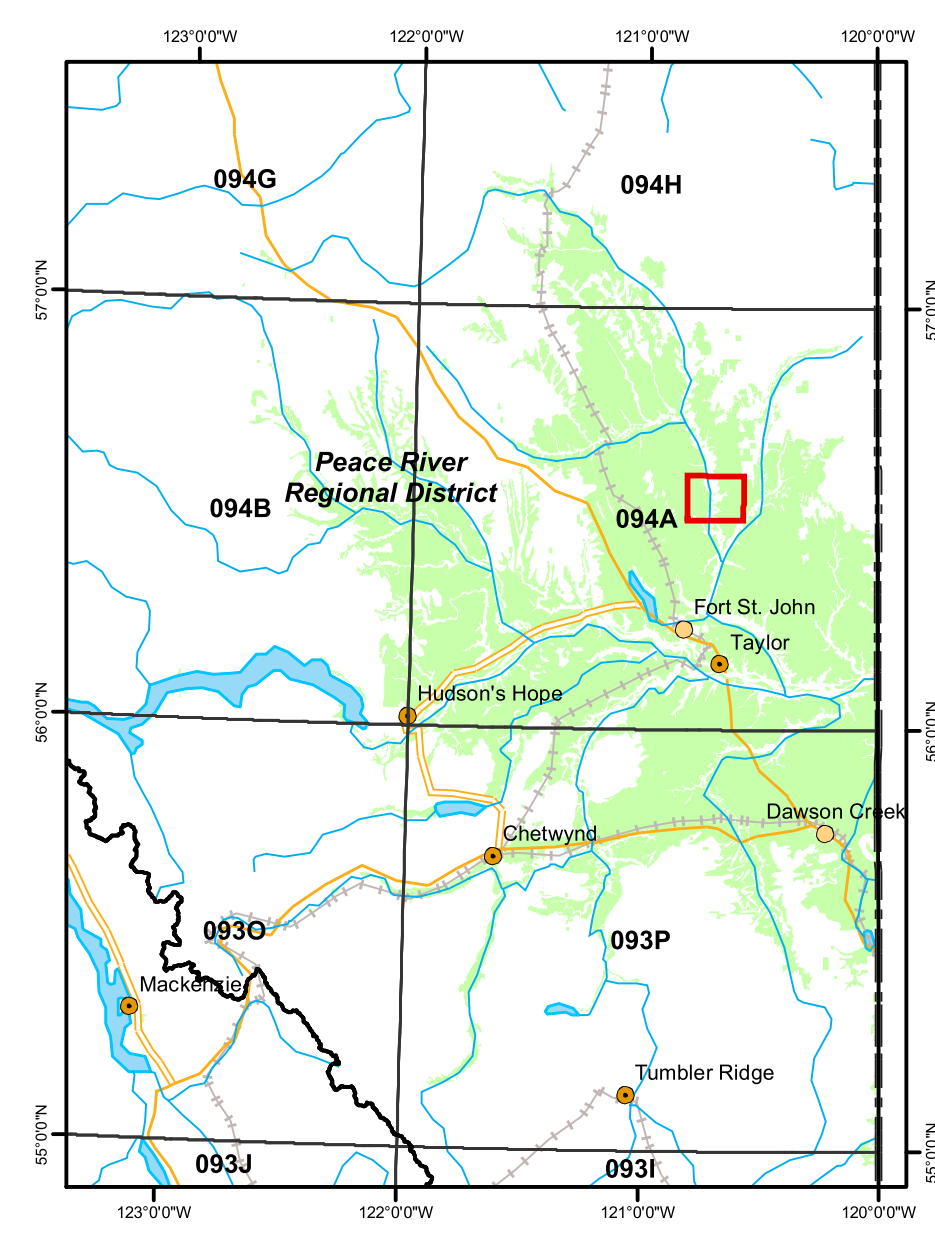 123°0'0"W
122°0'0"W
121°0'0"W
120°0'0"W
094G
094H
57°0'0"N
57°0'0"N
Peace River
Regional District
094B
094A
Fort St. John
Taylor
Hudson's Hope
56°0'0"N
56°0'0"N
Dawson Creek
Chetwynd
093O
093P
Mackenzie
Tumbler Ridge
55°0'0"N
55°0'0"N
093J
093I
123°0'0"W
122°0'0"W
121°0'0"W
120°0'0"W